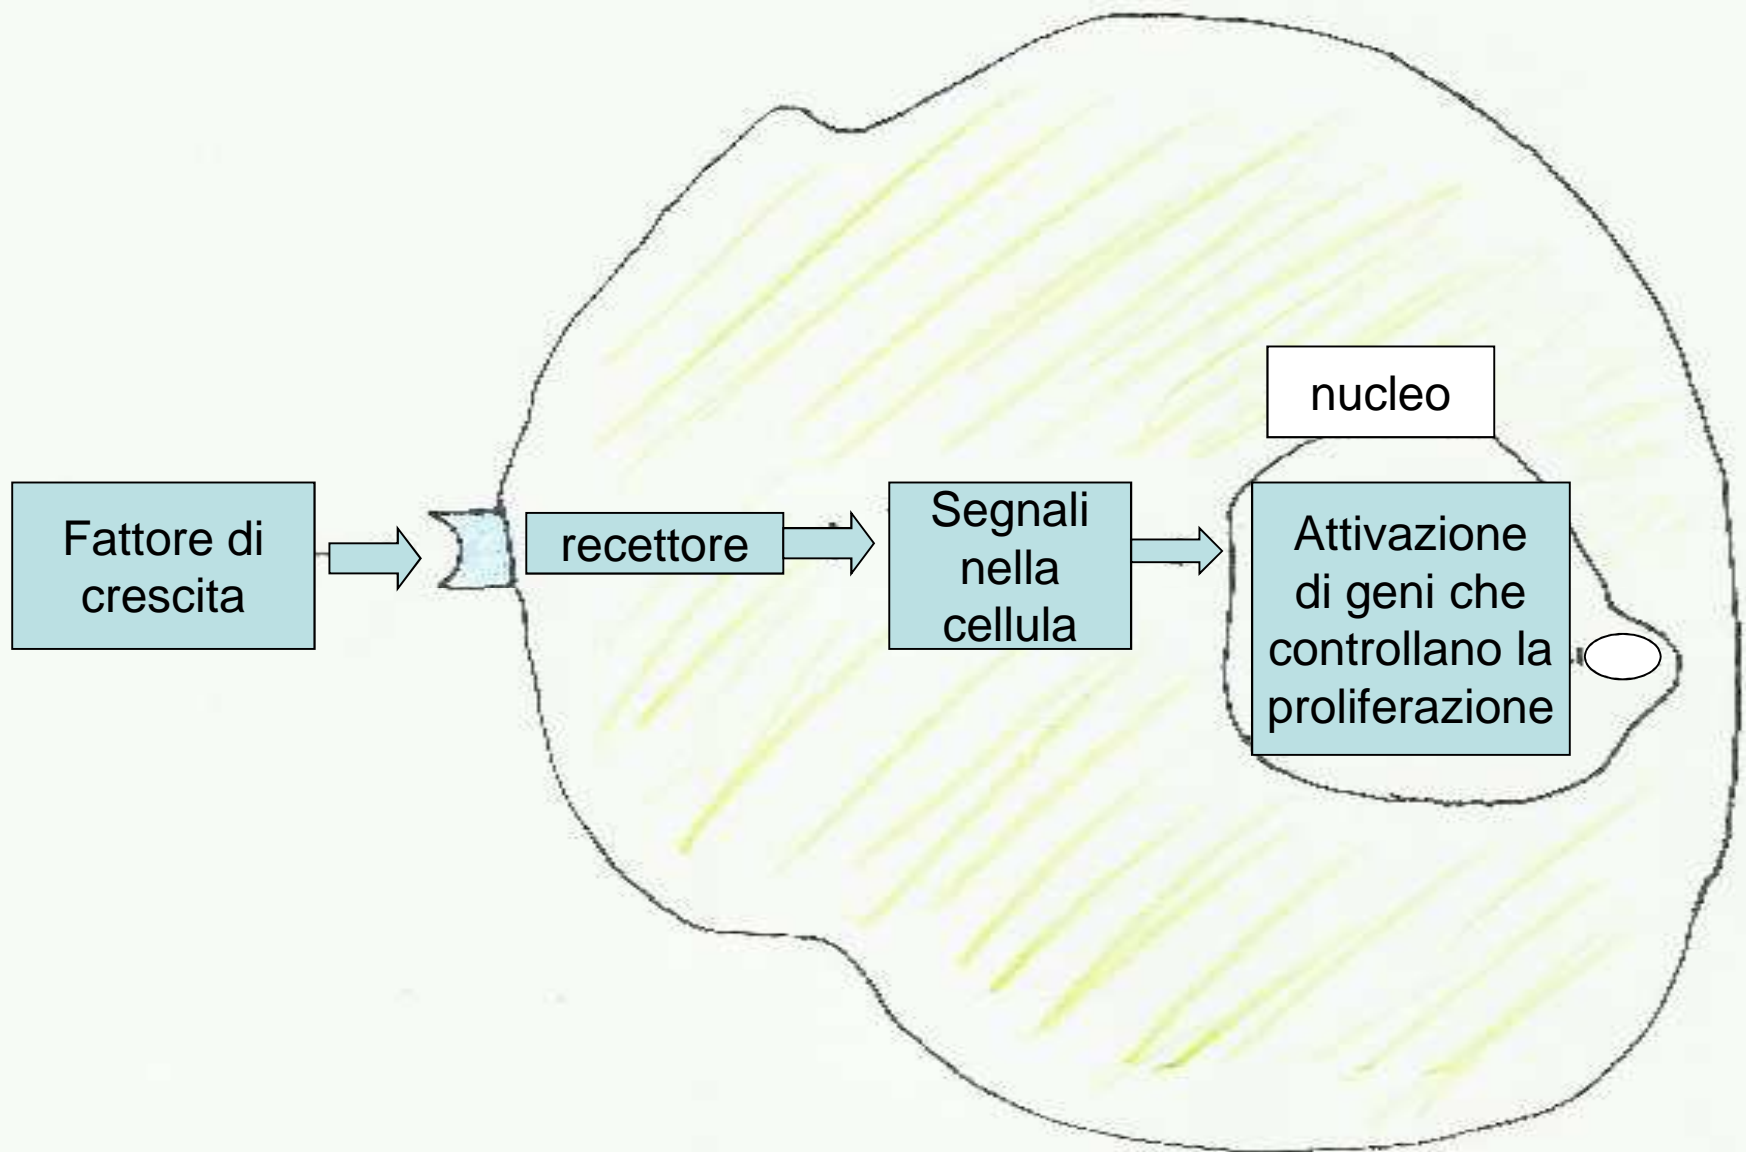 nucleo
Fattore di
crescita
recettore
Segnali
nella
cellula
Attivazione
di geni che
controllano la
proliferazione